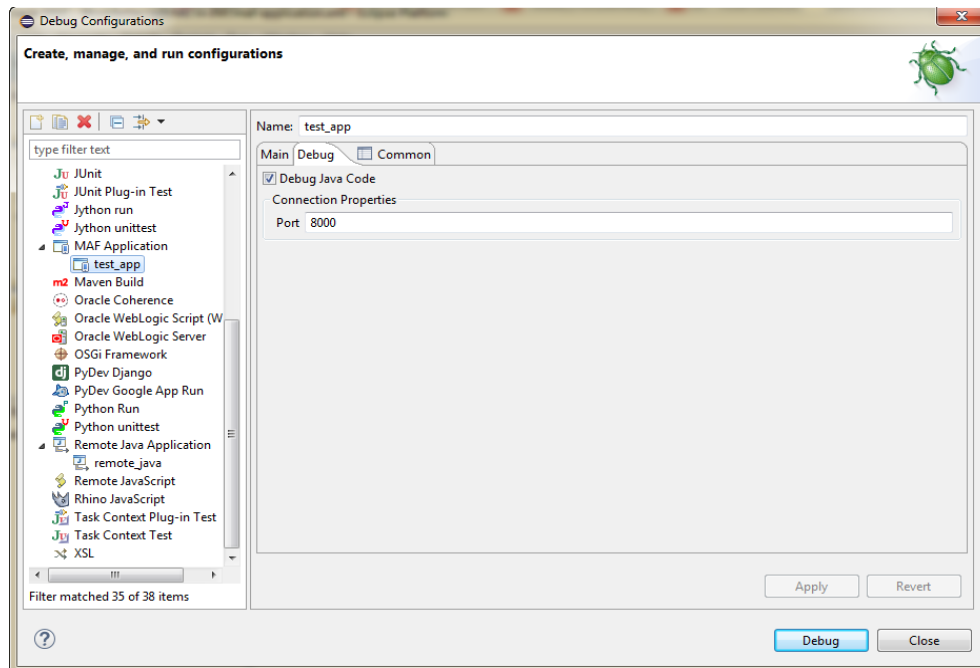 Debug Configurations
Create, manage, and run configurations
type filter text
JUnit
JUnit Plug-in Test
Jython run
Jython unittest
MAF Application
test_app
m2 Maven Build
Oracle Coherence
Oracle WebLogic Script (W
Oracle WebLogic Server
OSGi Framework
dj PyDev Django
PyDev Google App Run
Python Run
Python unittest
Remote Java Application
remote_java
Remote JavaScript
Rhino JavaScript
Task Context Plug-in Test
Task Context Test
XSL
Filter matched 35 of 38 items
Name: test_app
Main Debug Common
Debug Java Code
Connection Properties
Port 8000
Apply Revert
Debug Close